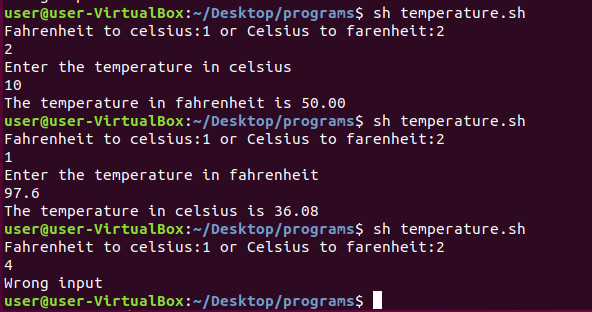 user@user-VirtualBox:~/Desktop/programs$ sh temperature.sh
Fahrenheit to celsius:1 or Celsius to farenheit:2
2
Enter the temperature in celsius
10
The temperature in fahrenheit is 50.00
user@user-VirtualBox:~/Desktop/programs$ sh temperature.sh
Fahrenheit to celsius:1 or Celsius to farenheit:2
1
Enter the temperature in fahrenheit
97.6
The temperature in celsius is 36.08
user@user-VirtualBox:~/Desktop/programs$ sh temperature.sh
Fahrenheit to celsius:1 or Celsius to farenheit:2
4
Wrong input
user@user-VirtualBox:~/Desktop/programs$